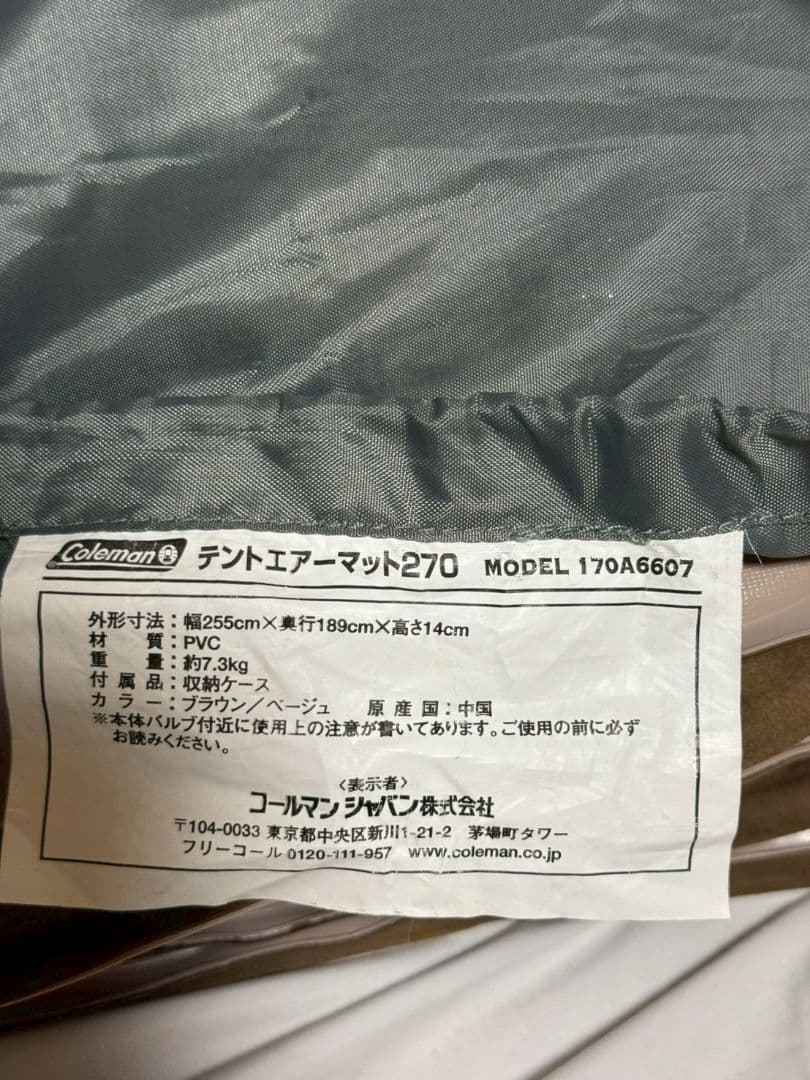 Coleman テントエアーマット270 MODEL 170A6607
外形寸法：幅255cm×奥行189cm×高さ14cm
材　　質：PVC
重　　量：約7.3kg
付 属 品：収納ケース
カ ラ ー：ブラウン／ベージュ　原 産 国：中国
※本体バルブ付近に使用上の注意が書いてあります。ご使用の前に必ず
お読みください。
〈表示者〉
コールマン ジャパン株式会社
〒104-0033 東京都中央区新川1-21-2　茅場町タワー
フリーコール 0120-111-957　www.coleman.co.jp